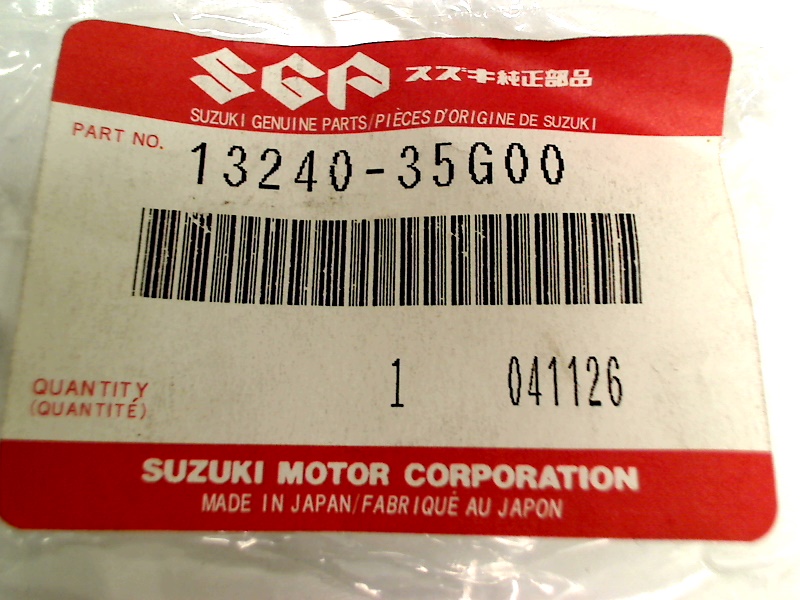 SGP スズキ純正部品
SUZUKI GENUINE PARTS/PIÈCES D'ORIGINE DE SUZUKI
PART NO. 13240-35G00
QUANTITY 1 041126
(QUANTITÉ)
SUZUKI MOTOR CORPORATION
MADE IN JAPAN/FABRIQUÉ AU JAPON